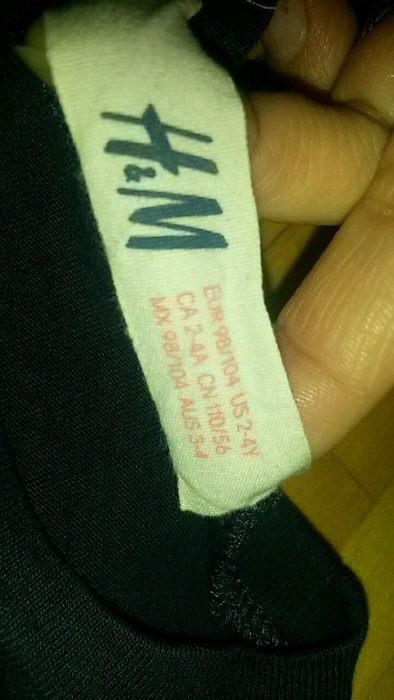 H&M
EUR 98/104 US 2-4Y
CA 2-4A CN 110/56
MX 98/104 AUS 3-4